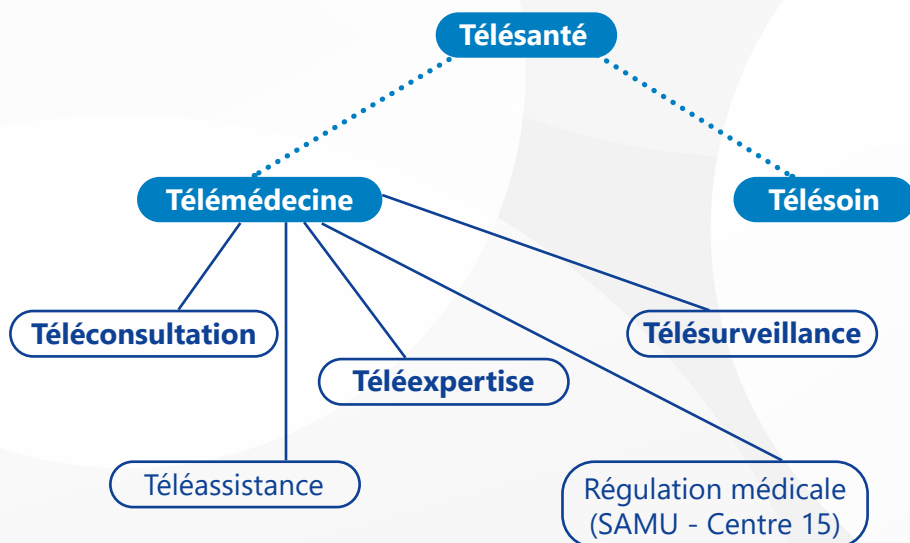 Télésanté
Télémédecine
Télésoin
Téléconsultation
Télésurveillance
Téléexpertise
Téléassistance
Régulation médicale
(SAMU - Centre 15)